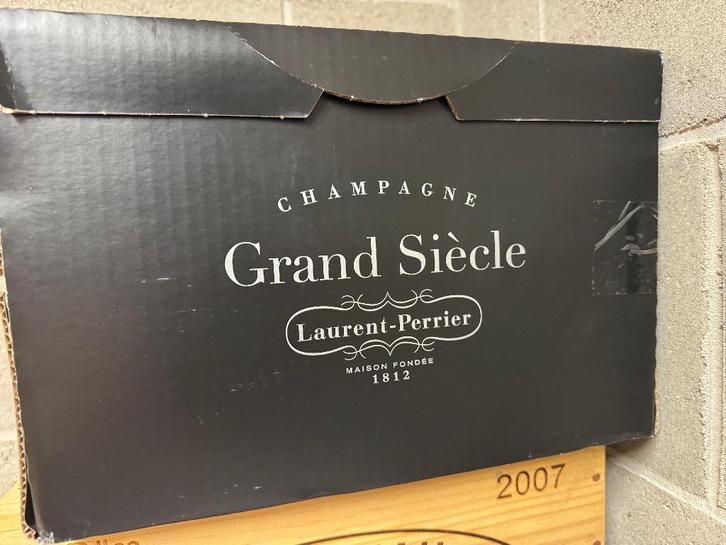 CHAMPAGNE
Grand Siècle
Laurent-Perrier
MAISON FONDÉE
1812
2007